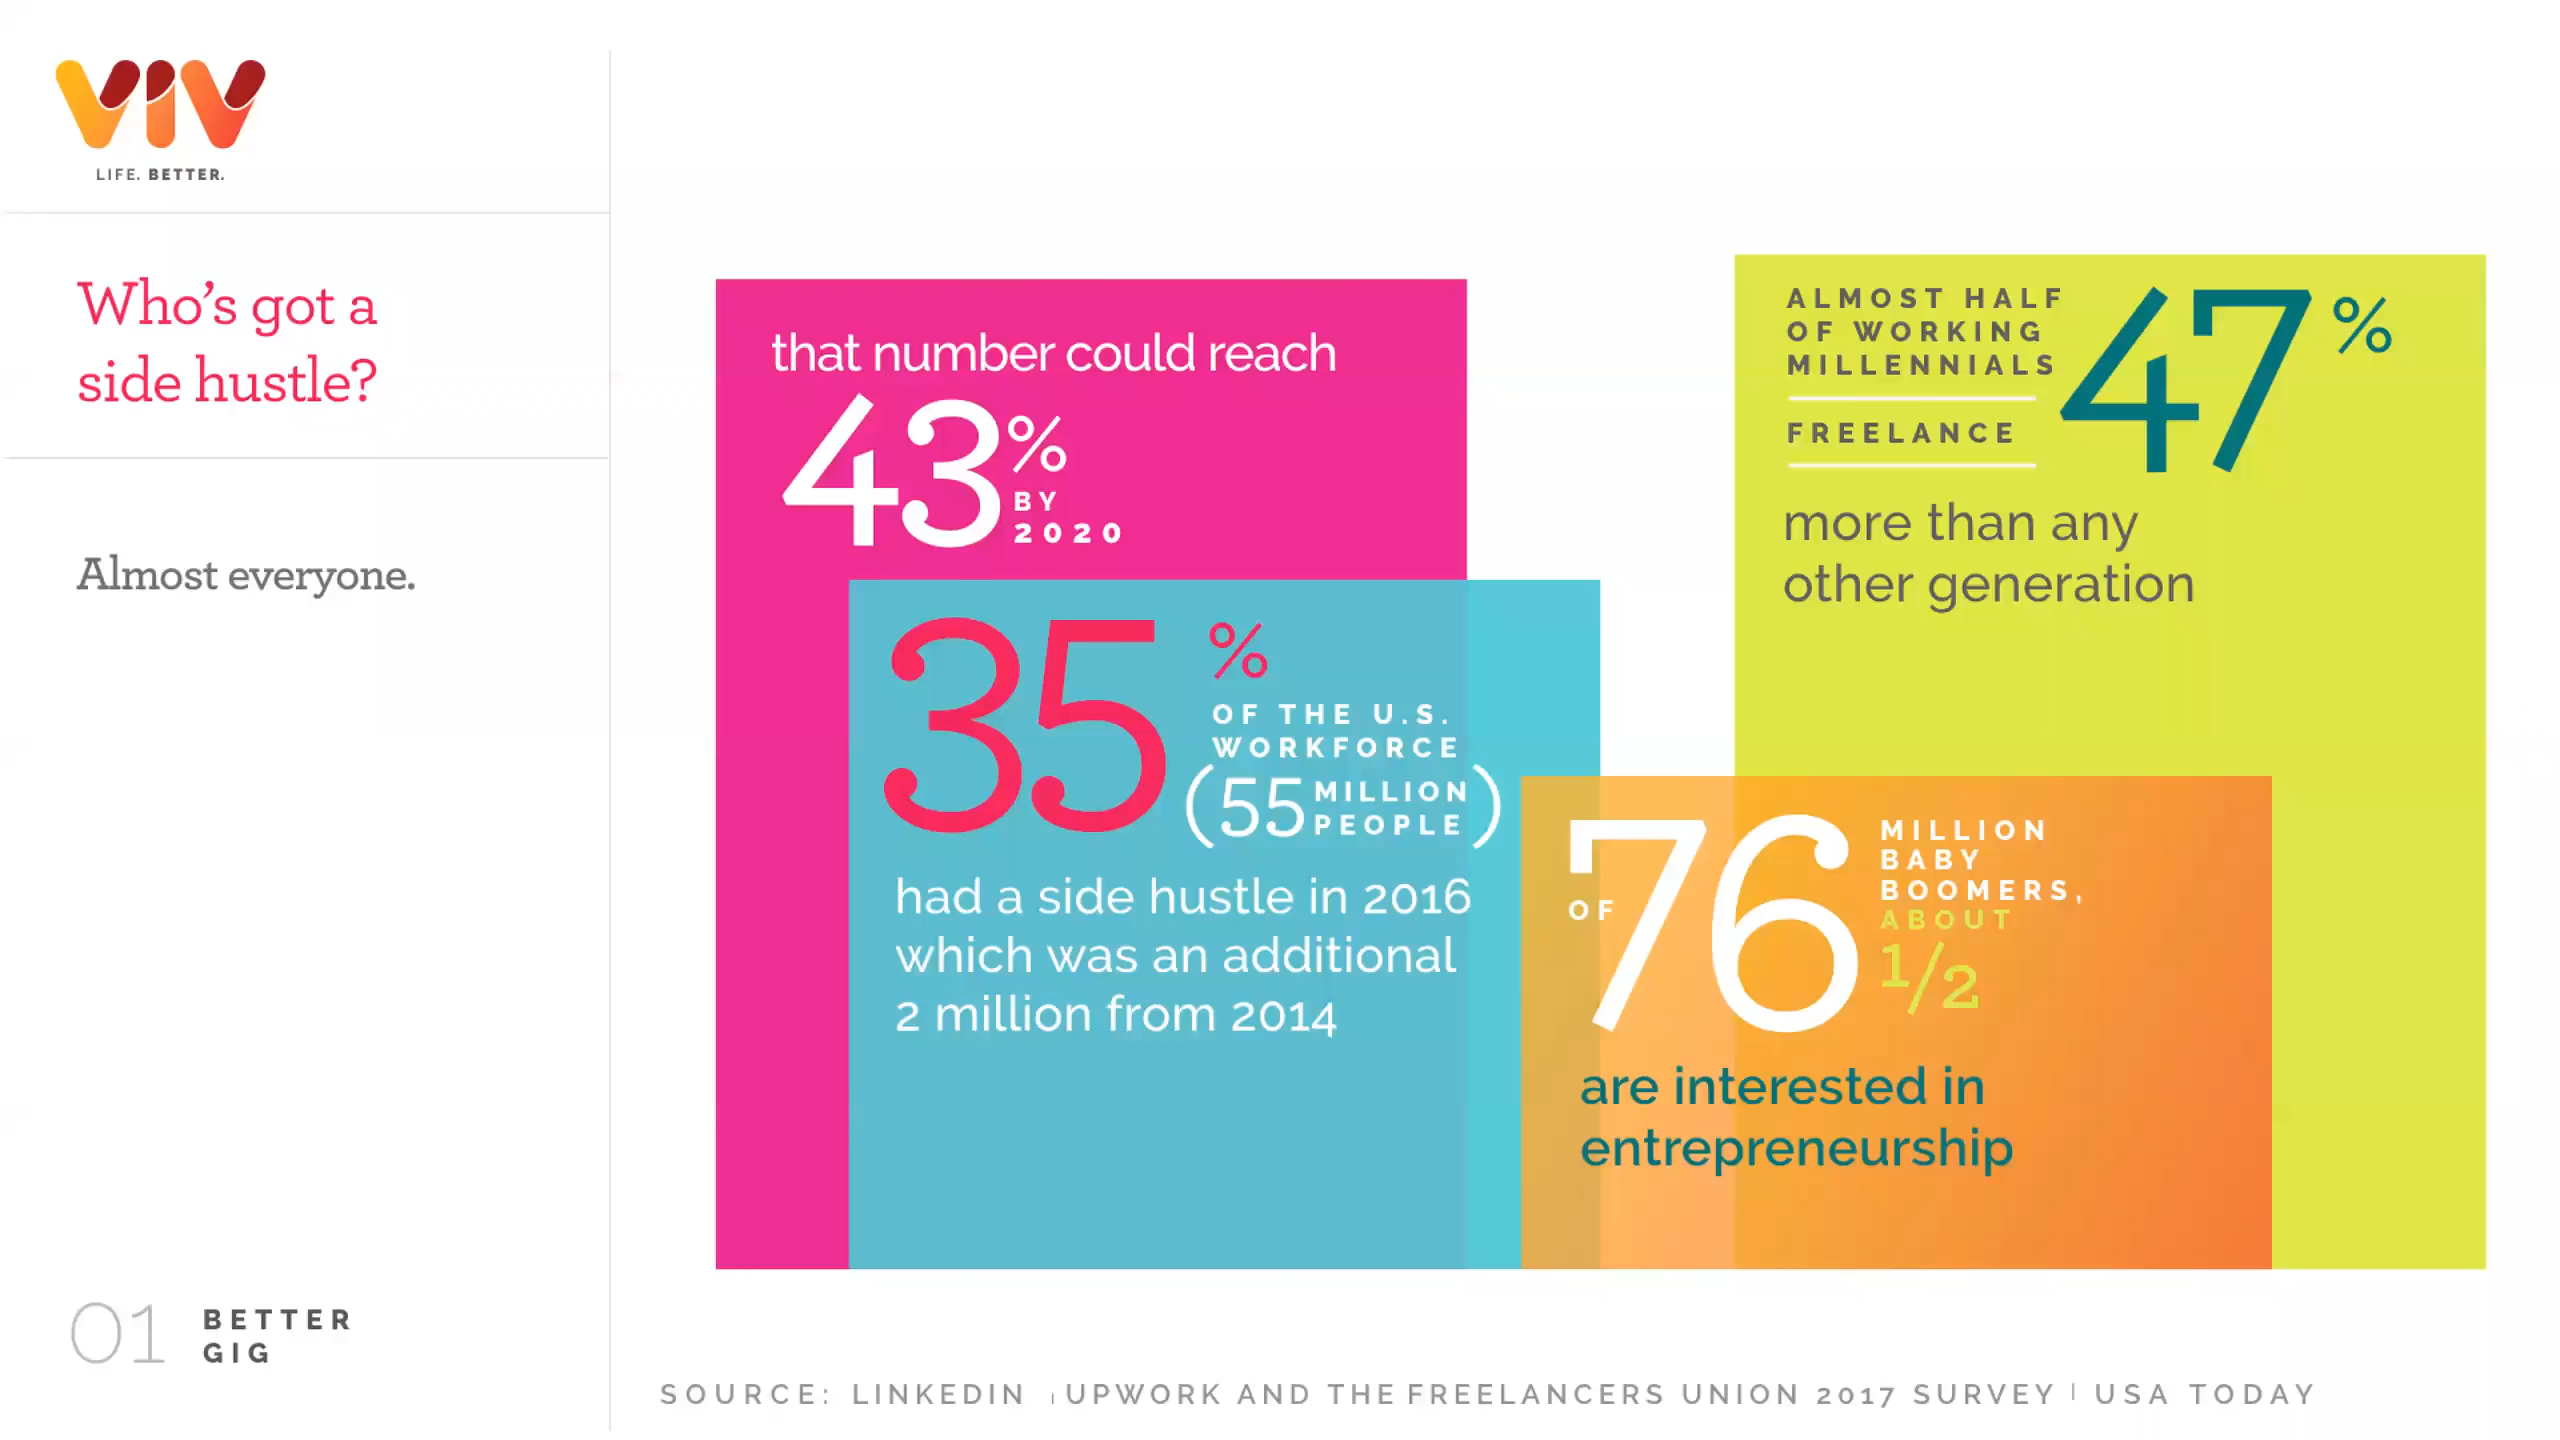 VIV
LIFE. BETTER.
Who's got a
side hustle?
Almost everyone.
01 BETTER
GIG
that number could reach
43%
BY
2020
35%
OF THE U.S.
WORKFORCE
(55 MILLION
PEOPLE)
had a side hustle in 2016
which was an additional
2 million from 2014
ALMOST HALF
OF WORKING
MILLENNIALS
FREELANCE
47%
more than any
other generation
OF 76
MILLION
BABY
BOOMERS,
ABOUT
1/2
are interested in
entrepreneurship
SOURCE: LINKEDIN | UPWORK AND THE FREELANCERS UNION 2017 SURVEY | USA TODAY